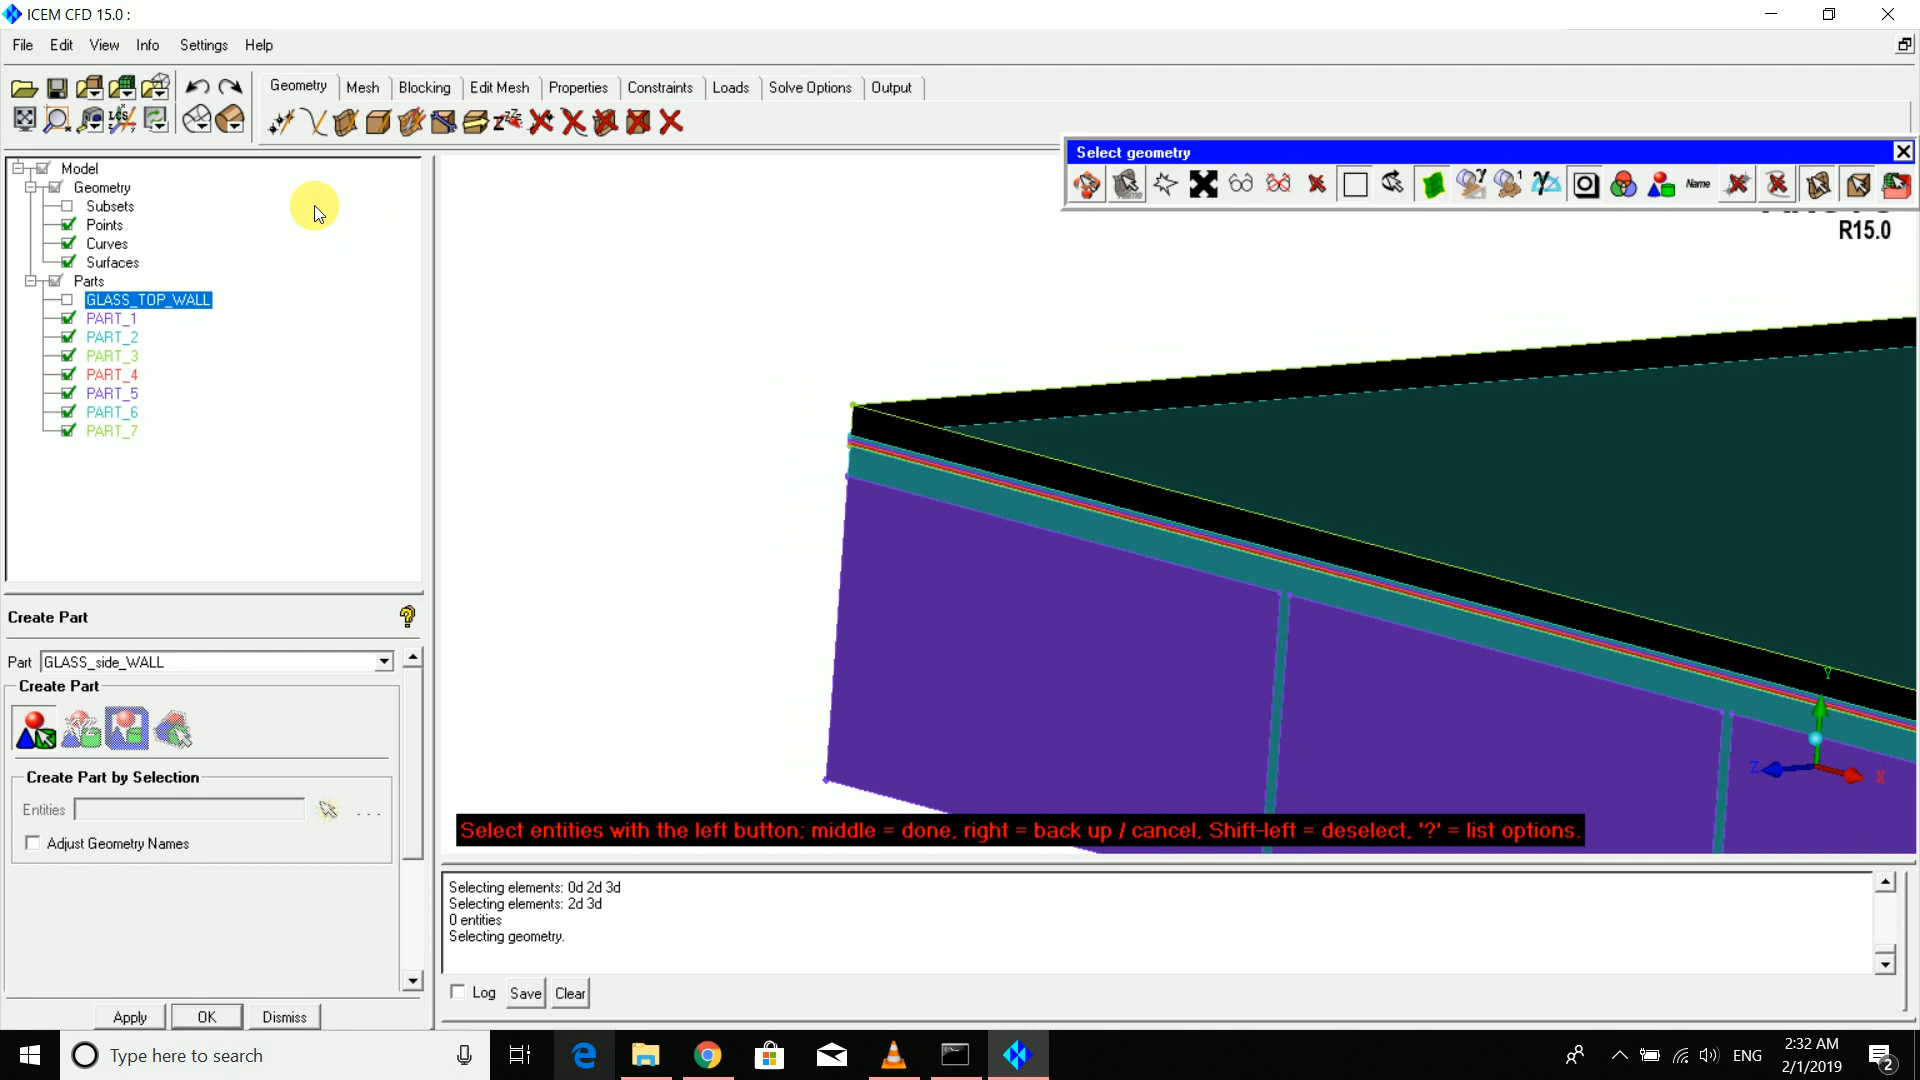 ICEM CFD 15.0 :
File Edit View Info Settings Help
Geometry Mesh Blocking Edit Mesh Properties Constraints Loads Solve Options Output
Select geometry
Name
R15.0
Model
Geometry
Subsets
Points
Curves
Surfaces
Parts
GLASS_TOP_WALL
PART_1
PART_2
PART_3
PART_4
PART_5
PART_6
PART_7
Create Part
Part GLASS_side_WALL
Create Part
Create Part by Selection
Entities
...
Adjust Geometry Names
Apply OK Dismiss
Y
Z
X
Select entities with the left button; middle = done, right = back up / cancel, Shift-left = deselect, '?' = list options.
Selecting elements: 0d 2d 3d
Selecting elements: 2d 3d
0 entities
Selecting geometry.
Log Save Clear
Type here to search
ENG
2:32 AM
2/1/2019
2